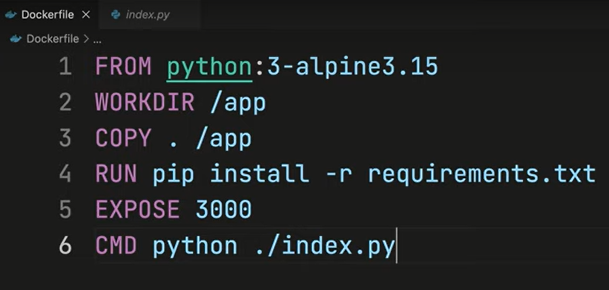 Dockerfile × index.py
Dockerfile > ...
1 FROM python:3-alpine3.15
2 WORKDIR /app
3 COPY . /app
4 RUN pip install -r requirements.txt
5 EXPOSE 3000
6 CMD python ./index.py